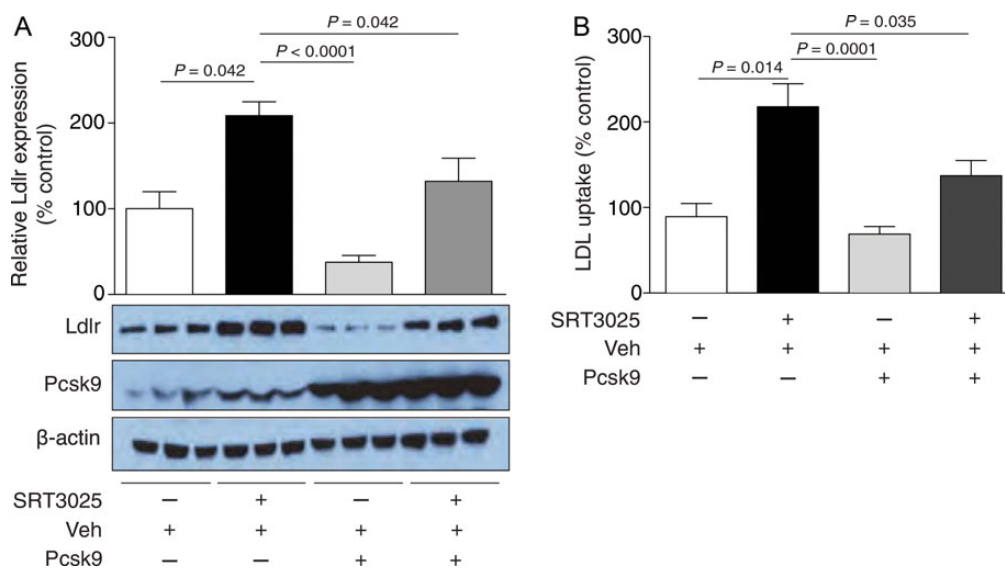 A
P = 0.042
P < 0.0001
P = 0.042
300
200
100
0
Relative Ldlr expression
(% control)
Ldlr
Pcsk9
β-actin
SRT3025 – + – +
Veh + + + +
Pcsk9 – – + +
B
P = 0.035
P = 0.0001
P = 0.014
300
200
100
0
LDL uptake (% control)
SRT3025 – + – +
Veh + + + +
Pcsk9 – – + +